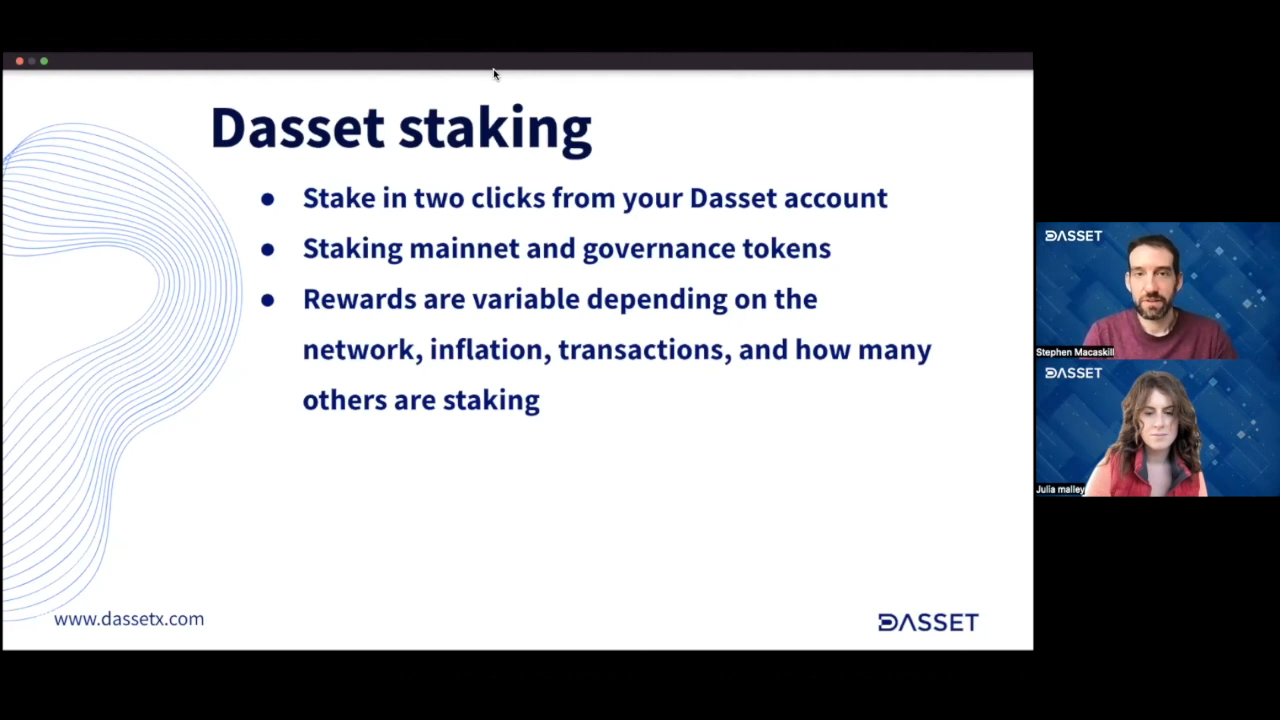 Dasset staking
● Stake in two clicks from your Dasset account
● Staking mainnet and governance tokens
● Rewards are variable depending on the
network, inflation, transactions, and how many
others are staking
www.dassetx.com
DASSET
DASSET
Stephen Macaskill
DASSET
Julia malley